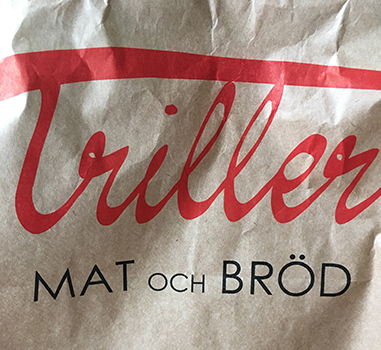 Triller
MAT OCH BRÖD